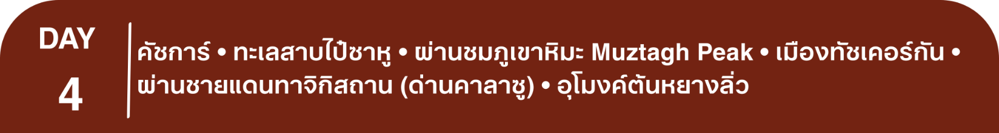 DAY
4
คัชการ์ • ทะเลสาบไป๋ซาหู • ผ่านชมภูเขาหิมะ Muztagh Peak • เมืองทัชเคอร์กัน •
ผ่านชายแดนทาจิกิสถาน (ด่านคาลาซู) • อุโมงค์ต้นหยางลิ่ว